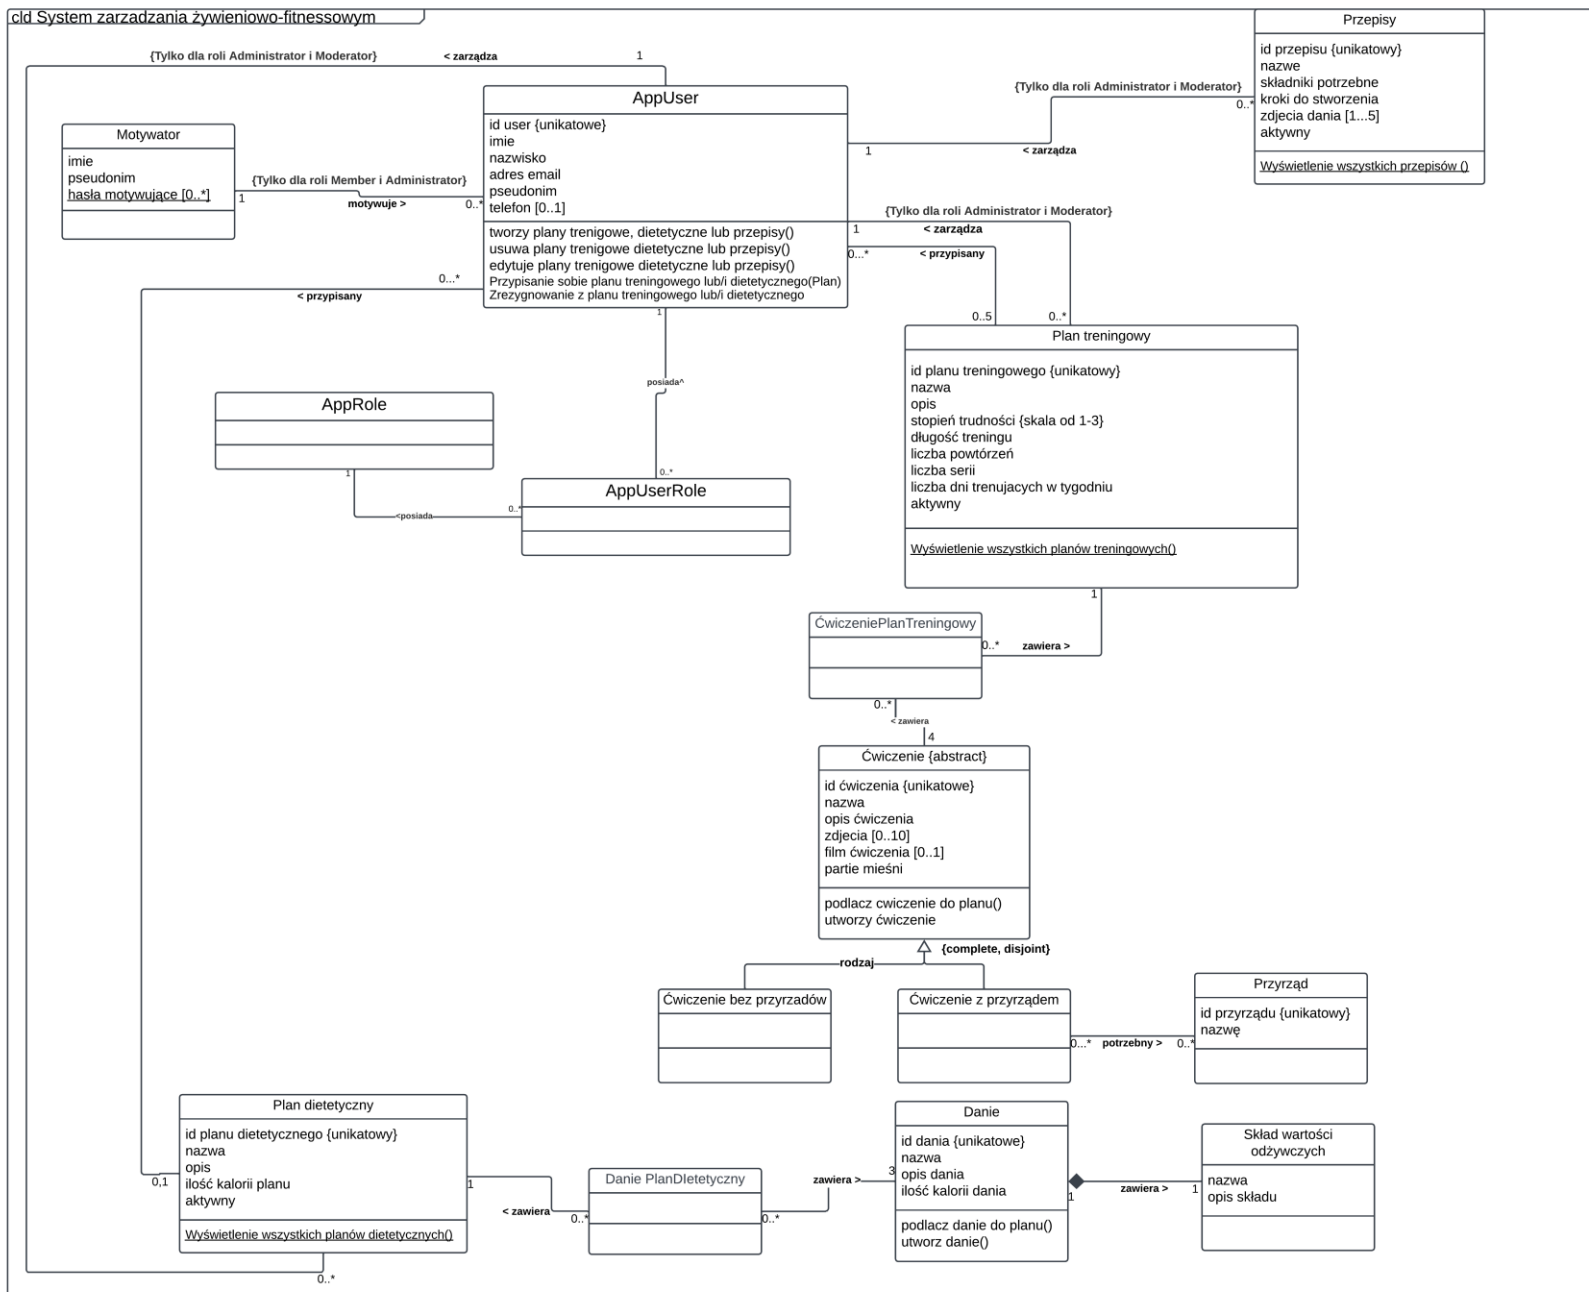 cld System zarzadzania żywieniowo-fitnessowym
{Tylko dla roli Administrator i Moderator}
< zarządza
1
Przepisy
id przepisu {unikatowy}
nazwe
składniki potrzebne
kroki do stworzenia
zdjecia dania [1...5]
aktywny
Wyświetlenie wszystkich przepisów ()
{Tylko dla roli Administrator i Moderator}
0..*
1
< zarządza
AppUser
id user {unikatowe}
imie
nazwisko
adres email
pseudonim
telefon [0..1]
tworzy plany trenigowe, dietetyczne lub przepisy()
usuwa plany trenigowe dietetyczne lub przepisy()
edytuje plany trenigowe dietetyczne lub przepisy()
Przypisanie sobie planu treningowego lub/i dietetycznego(Plan)
Zrezygnowanie z planu treningowego lub/i dietetycznego
Motywator
imie
pseudonim
hasła motywujące [0..*]
{Tylko dla roli Member i Administrator}
1
motywuje >
0..*
{Tylko dla roli Administrator i Moderator}
1
< zarządza
0...*
< przypisany
0..5
0..*
0...*
< przypisany
1
posiada^
0..*
AppRole
1
<posiada
0..*
AppUserRole
Plan treningowy
id planu treningowego {unikatowy}
nazwa
opis
stopień trudności {skala od 1-3}
długość treningu
liczba powtórzeń
liczba serii
liczba dni trenujacych w tygodniu
aktywny
Wyświetlenie wszystkich planów treningowych()
1
ĆwiczeniePlanTreningowy
0..*
zawiera >
0..*
< zawiera
4
Ćwiczenie {abstract}
id ćwiczenia {unikatowe}
nazwa
opis ćwiczenia
zdjecia [0..10]
film ćwiczenia [0..1]
partie mieśni
podlacz cwiczenie do planu()
utworzy ćwiczenie
{complete, disjoint}
rodzaj
Ćwiczenie bez przyrzadów
Ćwiczenie z przyrządem
0...*
potrzebny >
0..*
Przyrząd
id przyrządu {unikatowy}
nazwę
Plan dietetyczny
id planu dietetycznego {unikatowy}
nazwa
opis
ilość kalorii planu
aktywny
Wyświetlenie wszystkich planów dietetycznych()
0,1
0..*
1
< zawiera
0..*
Danie PlanDIetetyczny
0..*
zawiera >
3
Danie
id dania {unikatowe}
nazwa
opis dania
ilość kalorii dania
podlacz danie do planu()
utworz danie()
1
zawiera >
1
Skład wartości
odżywczych
nazwa
opis składu